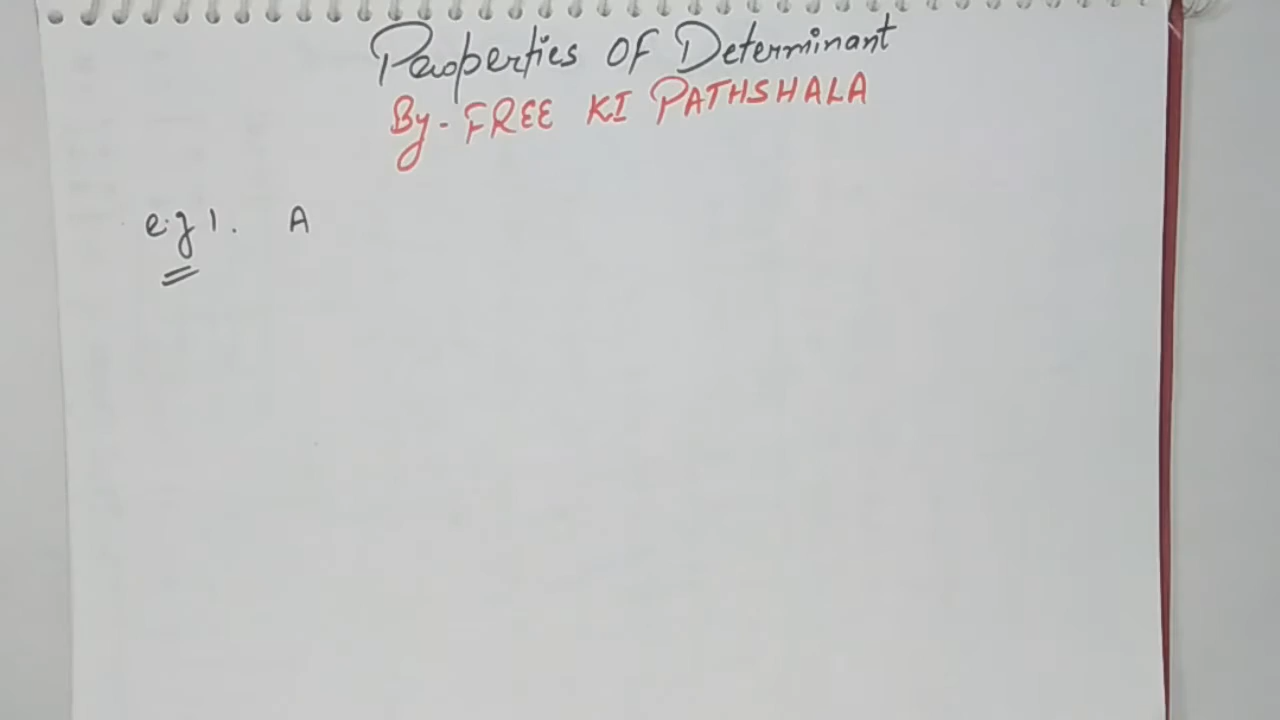 Properties OF Determinant
By- FREE KI PATHSHALA
e.g 1. A